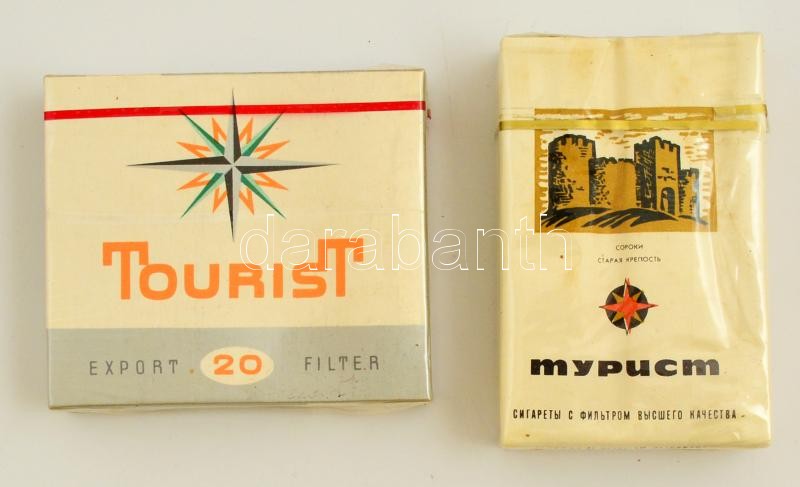 TOURIST
EXPORT 20 FILTER
СОРОКИ
СТАРАЯ КРЕПОСТЬ
турист
СИГАРЕТЫ С ФИЛЬТРОМ ВЫСШЕГО КАЧЕСТВА
darabanth